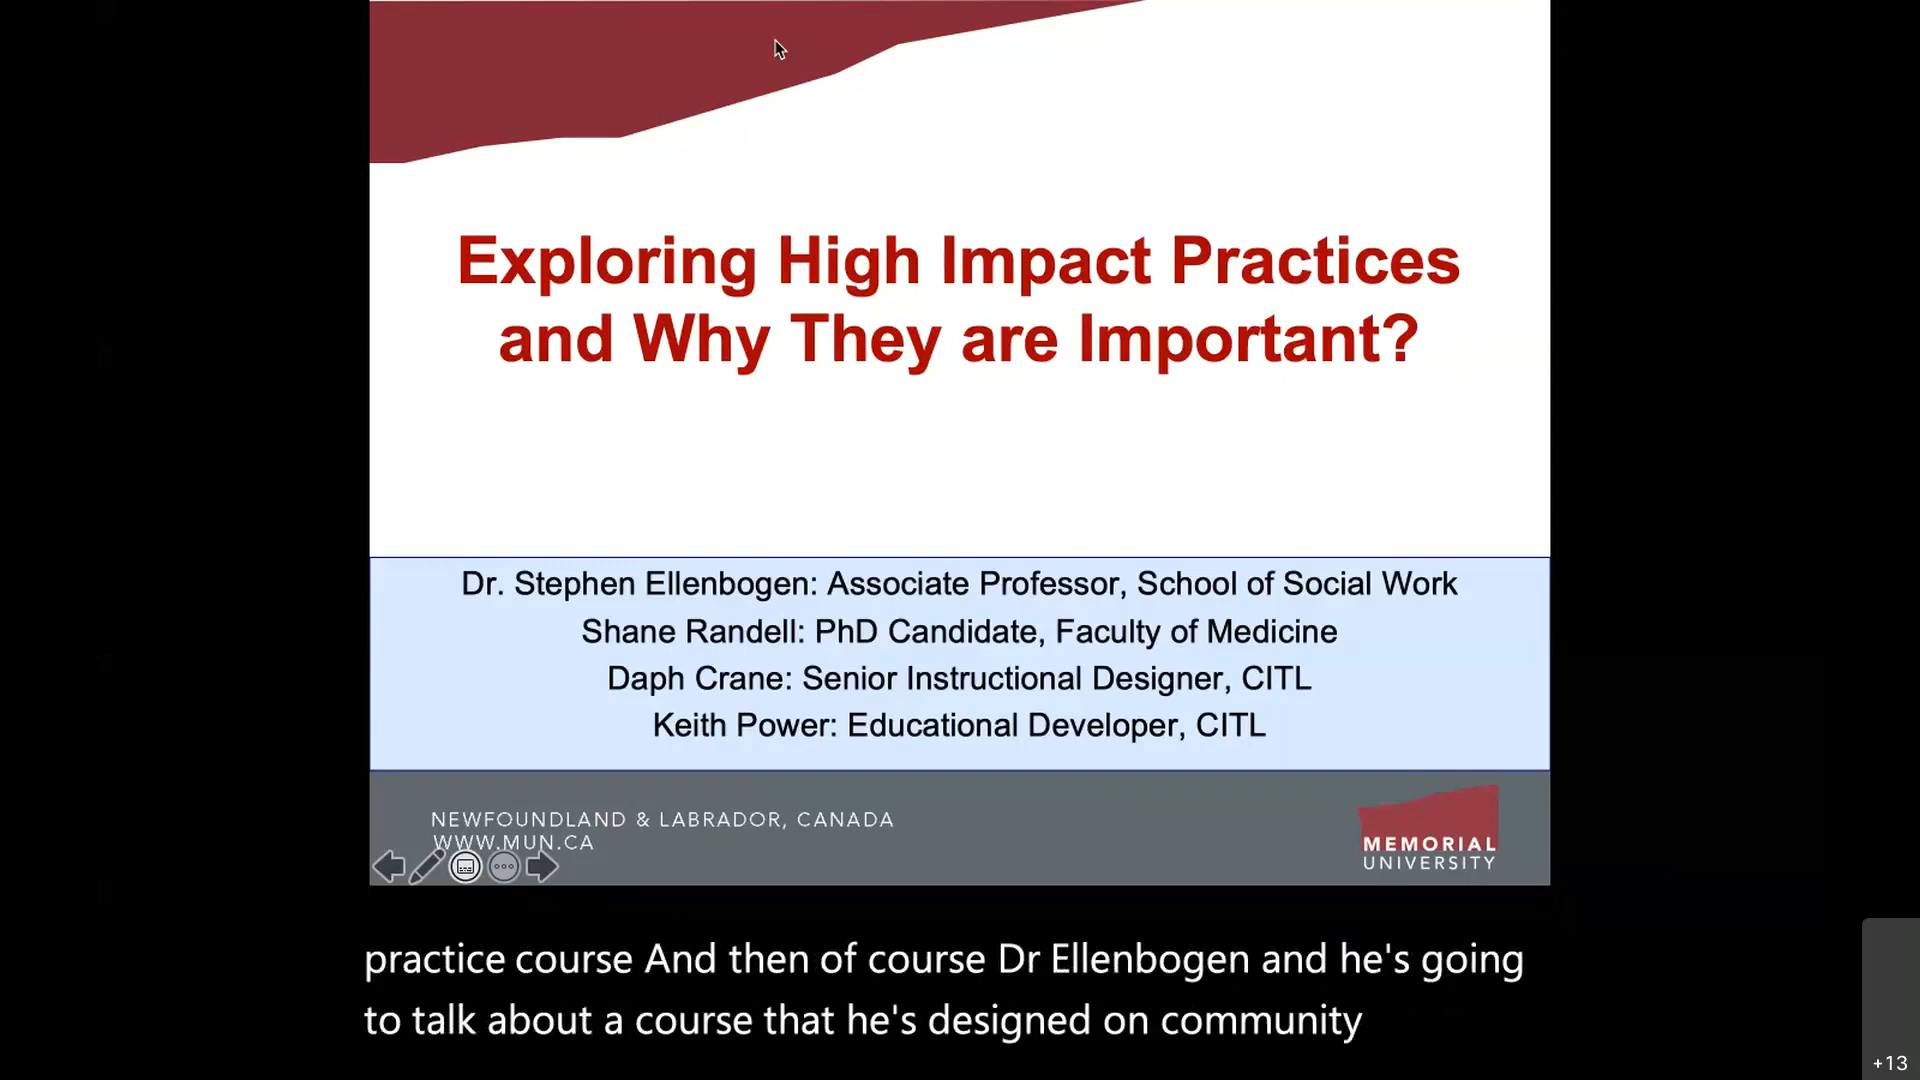 Exploring High Impact Practices
and Why They are Important?
Dr. Stephen Ellenbogen: Associate Professor, School of Social Work
Shane Randell: PhD Candidate, Faculty of Medicine
Daph Crane: Senior Instructional Designer, CITL
Keith Power: Educational Developer, CITL
NEWFOUNDLAND & LABRADOR, CANADA
WWW.MUN.CA
MEMORIAL
UNIVERSITY
practice course And then of course Dr Ellenbogen and he's going
to talk about a course that he's designed on community
+13